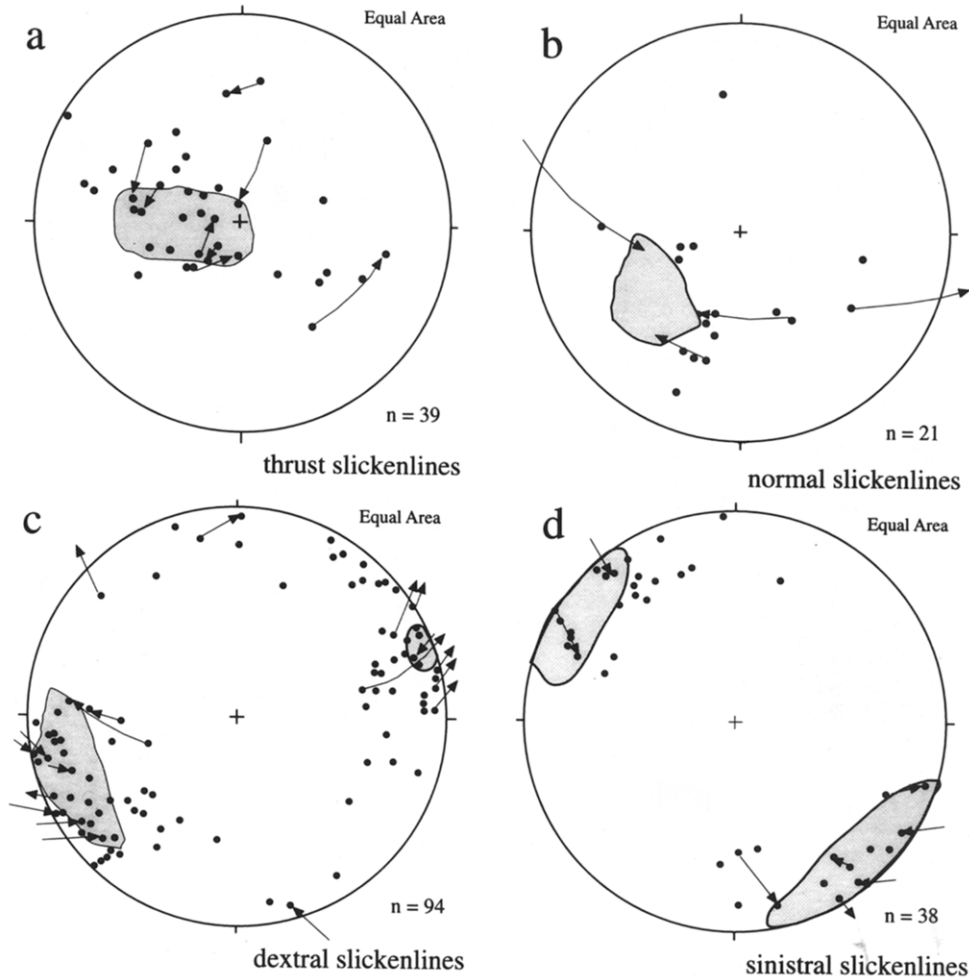 a
Equal Area
n = 39
thrust slickenlines
b
Equal Area
n = 21
normal slickenlines
c
Equal Area
n = 94
dextral slickenlines
d
Equal Area
n = 38
sinistral slickenlines